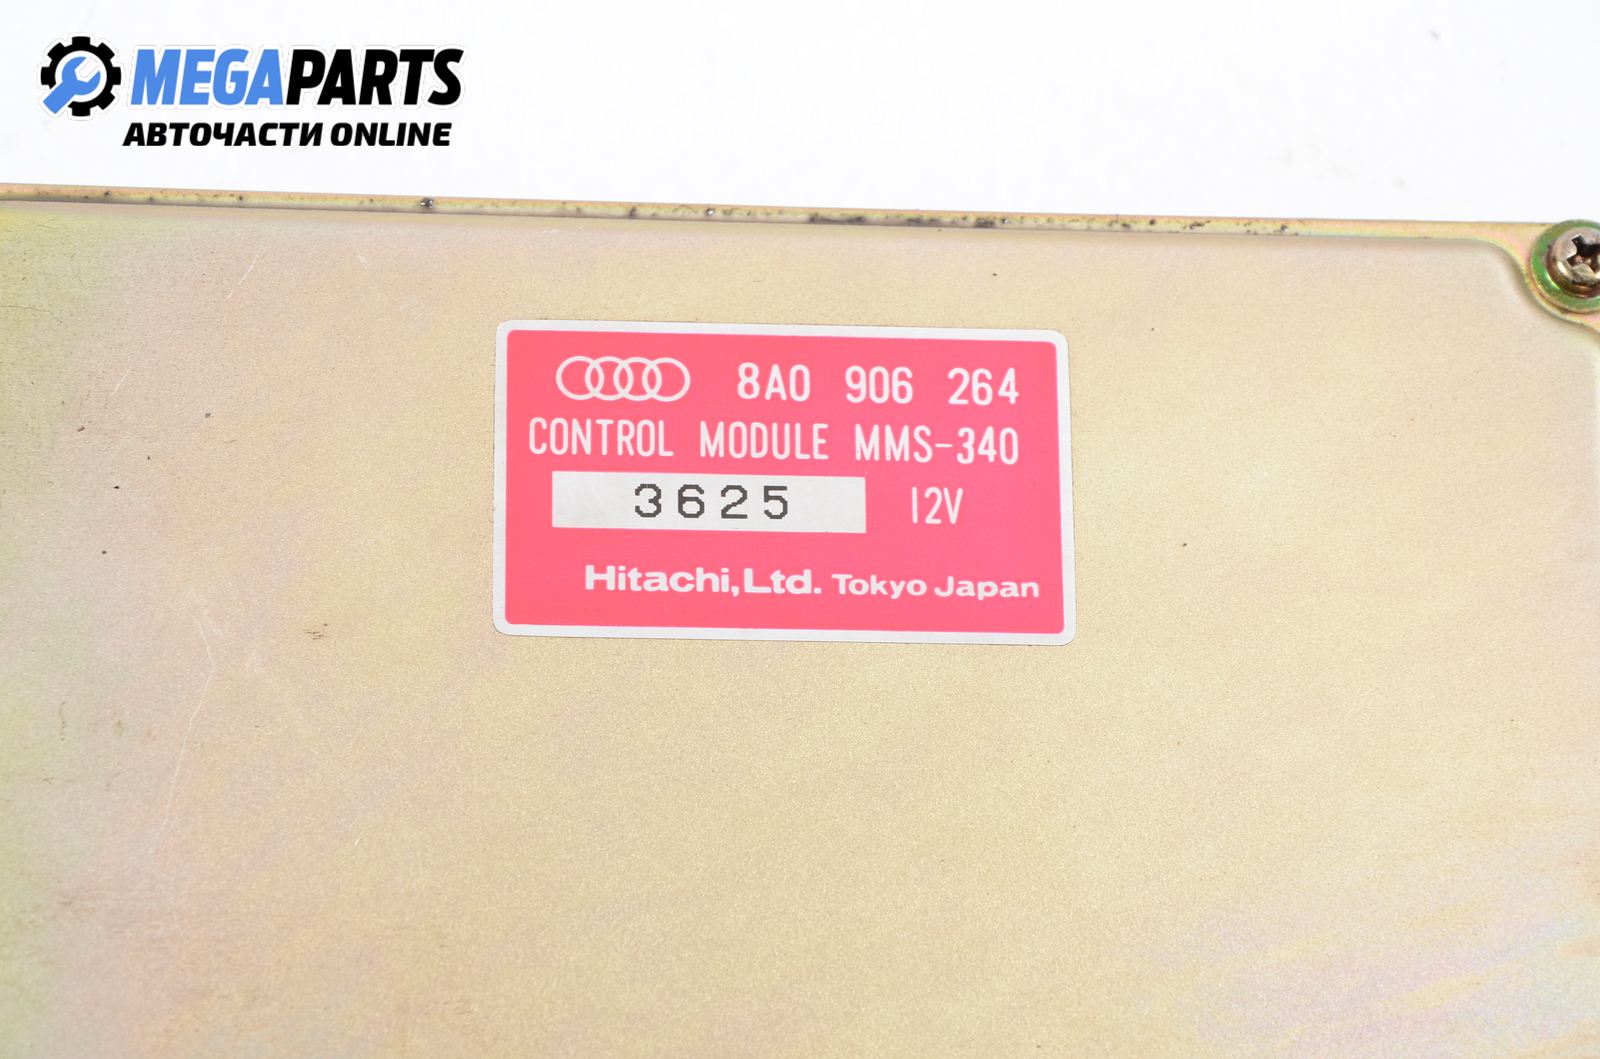 MEGAPARTS
АВТОЧАСТИ ONLINE
8A0 906 264
CONTROL MODULE MMS-340
3625 12V
Hitachi, Ltd. Tokyo Japan